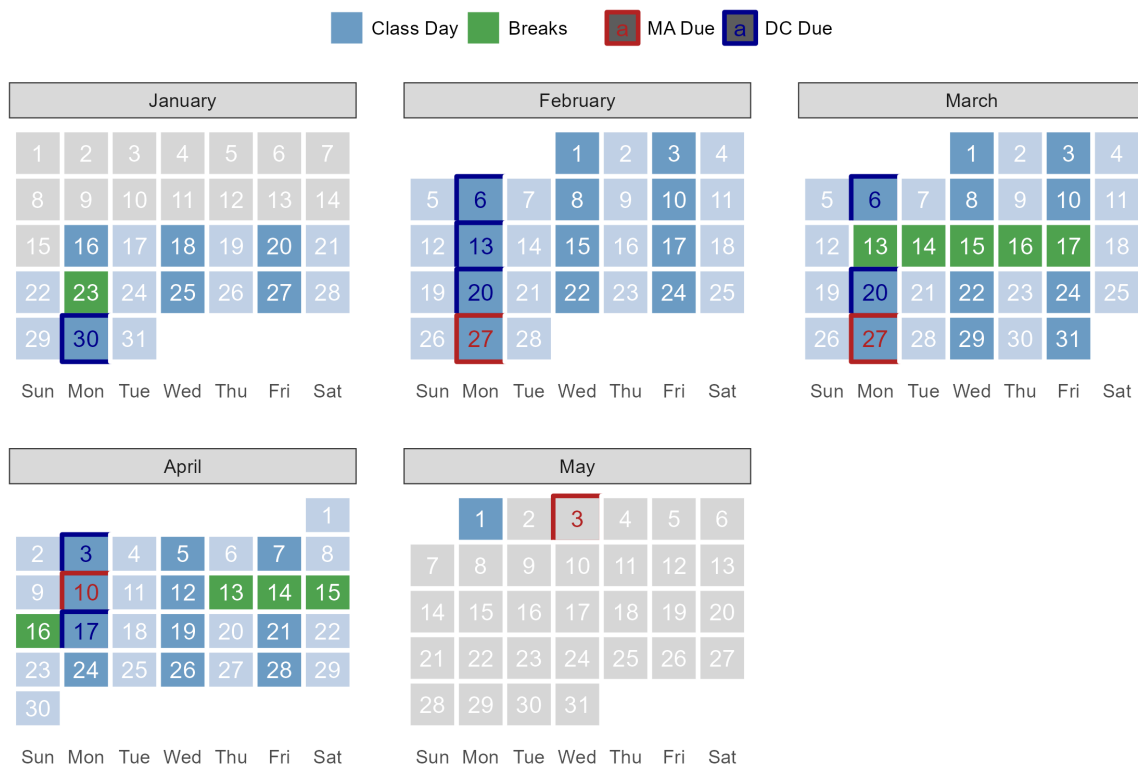 Class Day Breaks a MA Due a DC Due
January February March
1 2 3 4 5 6 7 1 2 3 4 1 2 3 4
8 9 10 11 12 13 14 5 6 7 8 9 10 11 5 6 7 8 9 10 11
15 16 17 18 19 20 21 12 13 14 15 16 17 18 12 13 14 15 16 17 18
22 23 24 25 26 27 28 19 20 21 22 23 24 25 19 20 21 22 23 24 25
29 30 31 26 27 28 26 27 28 29 30 31
Sun Mon Tue Wed Thu Fri Sat Sun Mon Tue Wed Thu Fri Sat Sun Mon Tue Wed Thu Fri Sat
April May
1 1 2 3 4 5 6
2 3 4 5 6 7 8 7 8 9 10 11 12 13
9 10 11 12 13 14 15 14 15 16 17 18 19 20
16 17 18 19 20 21 22 21 22 23 24 25 26 27
23 24 25 26 27 28 29 28 29 30 31
30
Sun Mon Tue Wed Thu Fri Sat Sun Mon Tue Wed Thu Fri Sat